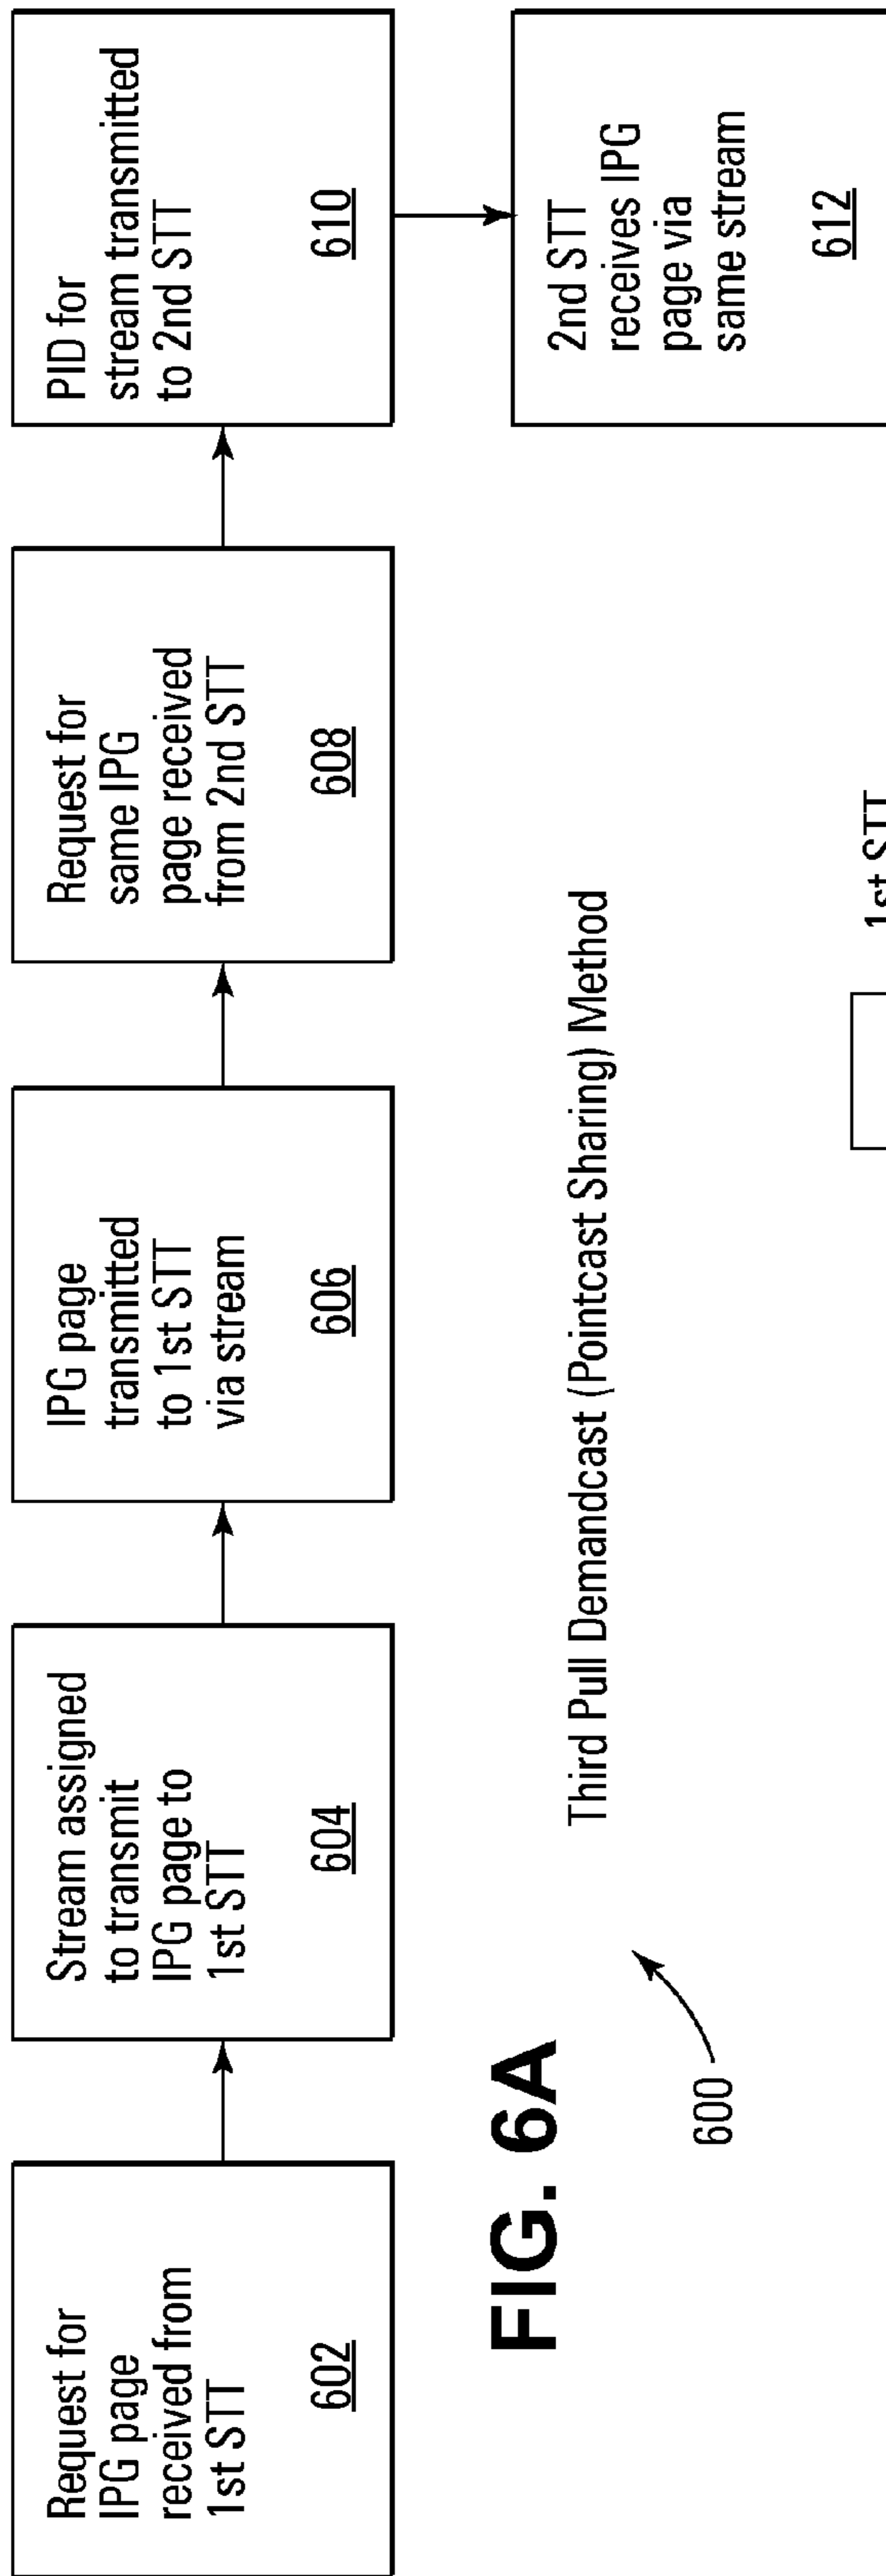 Request for
IPG page
received from
1st STT
602
Stream assigned
to transmit
IPG page to
1st STT
604
IPG page
transmitted
to 1st STT
via stream
606
Request for
same IPG
page received
from 2nd STT
608
PID for
stream transmitted
to 2nd STT
610
2nd STT
receives IPG
page via
same stream
612
FIG. 6A
Third Pull Demandcast (Pointcast Sharing) Method
600
1st STT